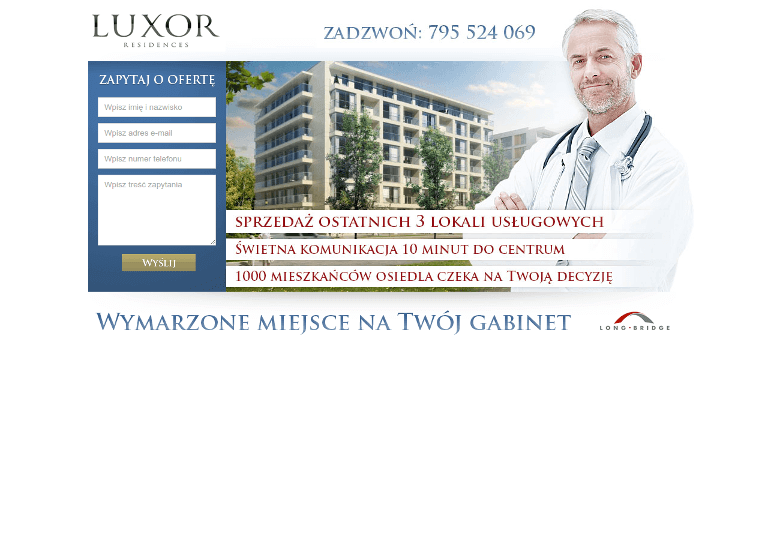 LUXOR
RESIDENCES
ZADZWOŃ: 795 524 069
ZAPYTAJ O OFERTĘ
Wpisz imię i nazwisko
Wpisz adres e-mail
Wpisz numer telefonu
Wpisz treść zapytania
WYŚLIJ
SPRZEDAŻ OSTATNICH 3 LOKALI USŁUGOWYCH
ŚWIETNA KOMUNIKACJA 10 MINUT DO CENTRUM
1000 MIESZKAŃCÓW OSIEDLA CZEKA NA TWOJĄ DECYZJĘ
WYMARZONE MIEJSCE NA TWÓJ GABINET
LONG•BRIDGE